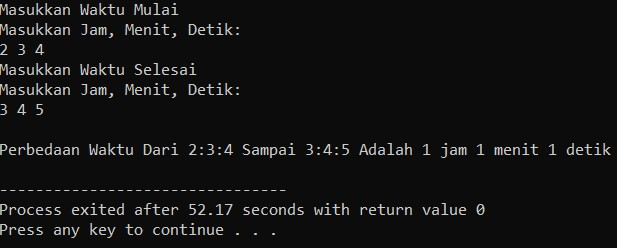 Masukkan Waktu Mulai
Masukkan Jam, Menit, Detik:
2 3 4
Masukkan Waktu Selesai
Masukkan Jam, Menit, Detik:
3 4 5
Perbedaan Waktu Dari 2:3:4 Sampai 3:4:5 Adalah 1 jam 1 menit 1 detik
--------------------------------
Process exited after 52.17 seconds with return value 0
Press any key to continue . . .